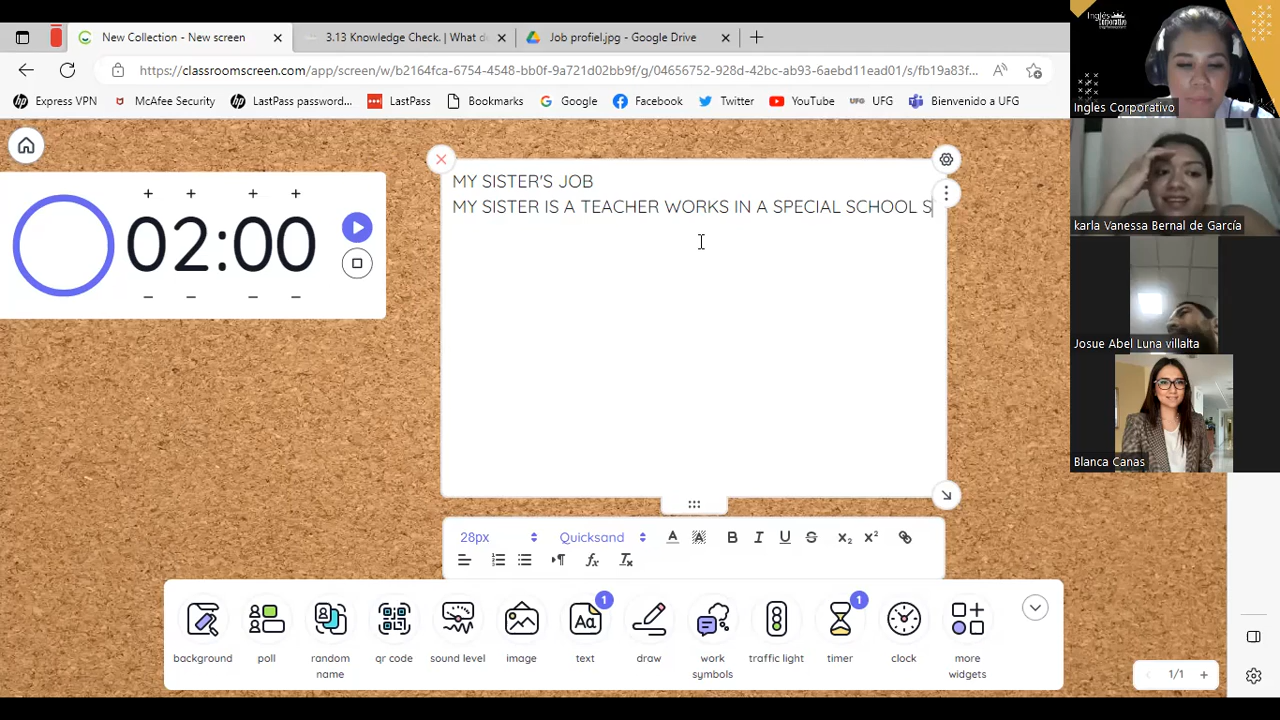 New Collection - New screen
3.13 Knowledge Check. | What d
Job profiel.jpg - Google Drive
https://classroomscreen.com/app/screen/w/b2164fca-6754-4548-bb0f-9a721d02bb9f/g/04656752-928d-42bc-ab93-6aebd11ead01/s/fb19a83f...
Express VPN
McAfee Security
LastPass password...
LastPass
Bookmarks
Google
Facebook
Twitter
YouTube
UFG
Bienvenido a UFG
02:00
MY SISTER'S JOB
MY SISTER IS A TEACHER WORKS IN A SPECIAL SCHOOL S
28px
Quicksand
background
poll
random name
qr code
sound level
image
text
1
draw
work symbols
traffic light
timer
1
clock
more widgets
1/1
Inglés Corporativo
Ingles Corporativo
karla Vanessa Bernal de García
Josue Abel Luna villalta
Blanca Canas